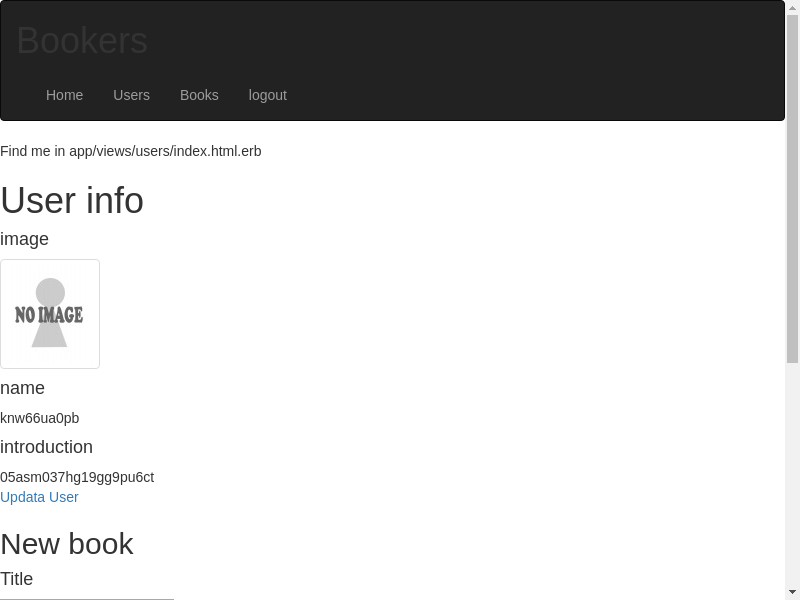 Bookers
Home Users Books logout
Find me in app/views/users/index.html.erb
User info
image
NO IMAGE
name
knw66ua0pb
introduction
05asm037hg19gg9pu6ct
Updata User
New book
Title